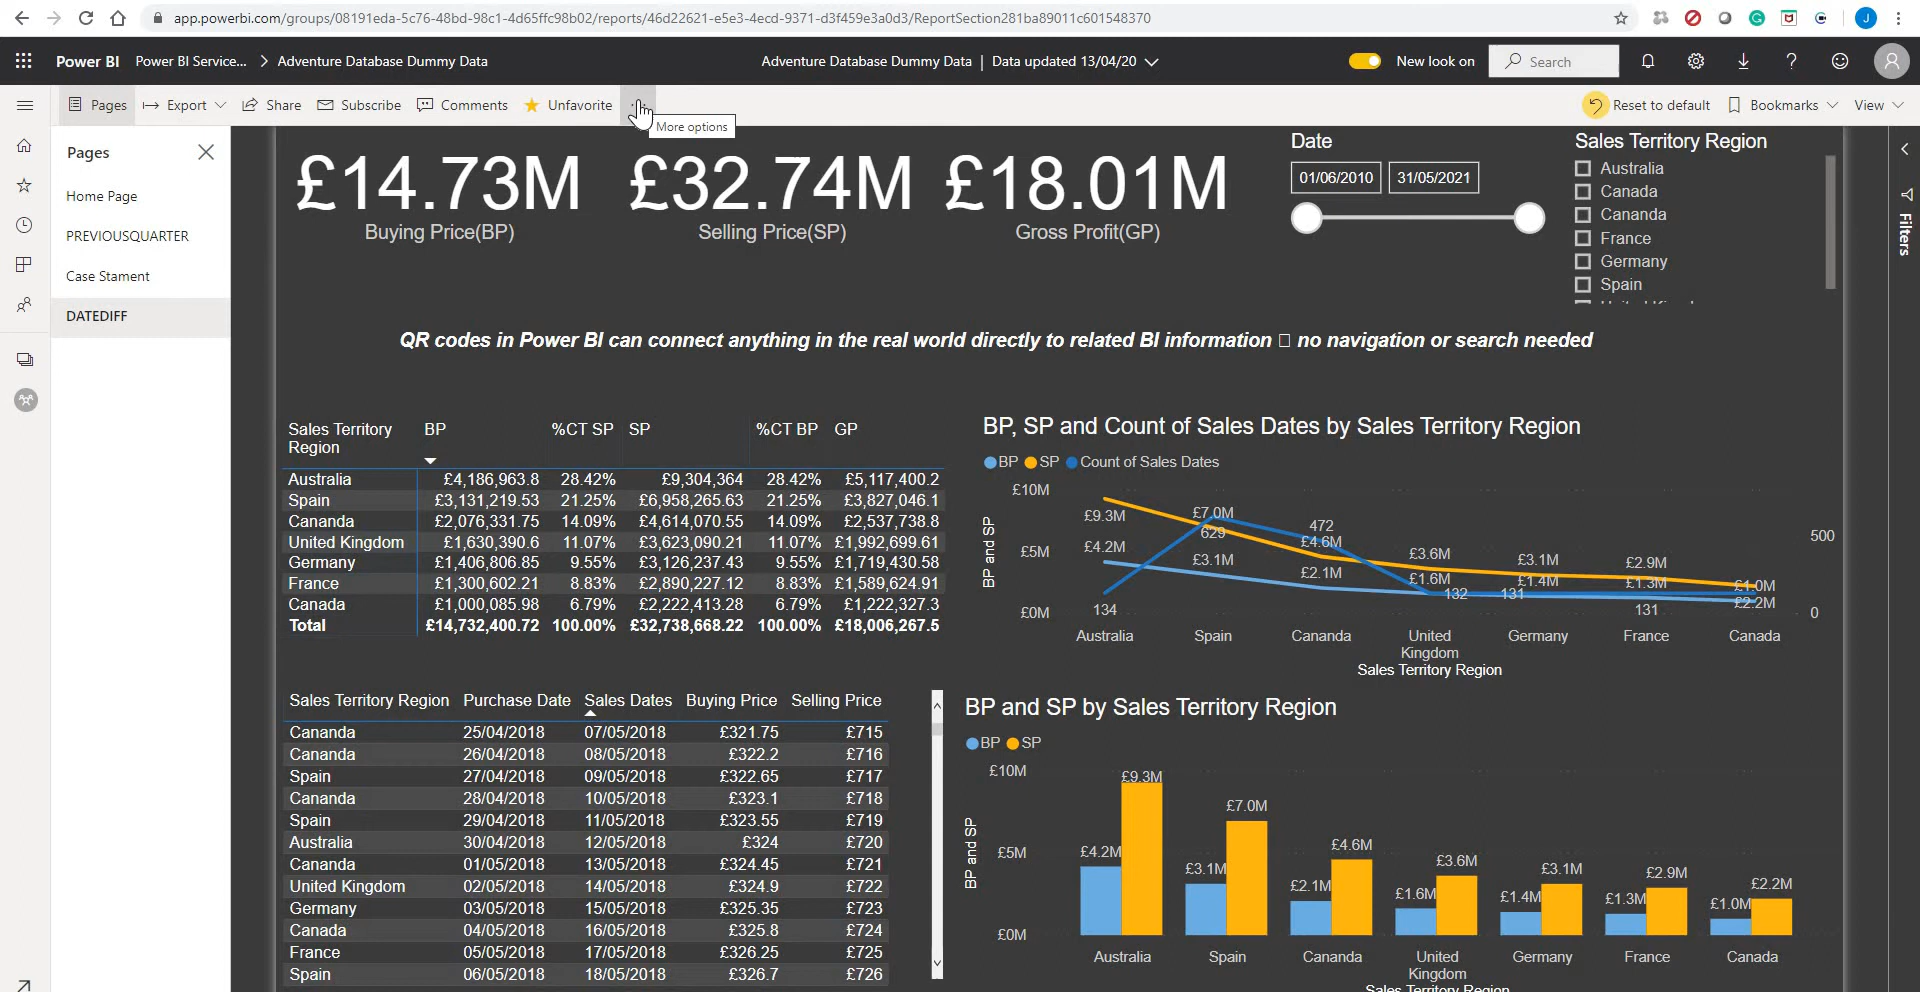 app.powerbi.com/groups/08191eda-5c76-48bd-98c1-4d65ffc98b02/reports/46d22621-e5e3-4ecd-9371-d3f459e3a0d3/ReportSection281ba89011c601548370
J
Power BI Power BI Service... > Adventure Database Dummy Data
Adventure Database Dummy Data | Data updated 13/04/20
New look on
Search
Pages Export Share Subscribe Comments Unfavorite
More options
Reset to default Bookmarks View
Pages
Home Page
PREVIOUSQUARTER
Case Stament
DATEDIFF
£14.73M
Buying Price(BP)
£32.74M
Selling Price(SP)
£18.01M
Gross Profit(GP)
Date
01/06/2010 31/05/2021
Sales Territory Region
Australia
Canada
Cananda
France
Germany
Spain
Filters
QR codes in Power BI can connect anything in the real world directly to related BI information no navigation or search needed
Sales Territory Region BP %CT SP SP %CT BP GP
Australia £4,186,963.8 28.42% £9,304,364 28.42% £5,117,400.2
Spain £3,131,219.53 21.25% £6,958,265.63 21.25% £3,827,046.1
Cananda £2,076,331.75 14.09% £4,614,070.55 14.09% £2,537,738.8
United Kingdom £1,630,390.6 11.07% £3,623,090.21 11.07% £1,992,699.61
Germany £1,406,806.85 9.55% £3,126,237.43 9.55% £1,719,430.58
France £1,300,602.21 8.83% £2,890,227.12 8.83% £1,589,624.91
Canada £1,000,085.98 6.79% £2,222,413.28 6.79% £1,222,327.3
Total £14,732,400.72 100.00% £32,738,668.22 100.00% £18,006,267.5
BP, SP and Count of Sales Dates by Sales Territory Region
BP SP Count of Sales Dates
BP and SP
£10M
£5M
£0M
500
0
£9.3M £7.0M £4.6M £3.6M £3.1M £2.9M £2.2M
£4.2M £3.1M £2.1M £1.6M £1.4M £1.3M £1.0M
134 629 472 132 131 131
Australia Spain Cananda United Kingdom Germany France Canada
Sales Territory Region
Sales Territory Region Purchase Date Sales Dates Buying Price Selling Price
Cananda 25/04/2018 07/05/2018 £321.75 £715
Cananda 26/04/2018 08/05/2018 £322.2 £716
Spain 27/04/2018 09/05/2018 £322.65 £717
Cananda 28/04/2018 10/05/2018 £323.1 £718
Spain 29/04/2018 11/05/2018 £323.55 £719
Australia 30/04/2018 12/05/2018 £324 £720
Cananda 01/05/2018 13/05/2018 £324.45 £721
United Kingdom 02/05/2018 14/05/2018 £324.9 £722
Germany 03/05/2018 15/05/2018 £325.35 £723
Canada 04/05/2018 16/05/2018 £325.8 £724
France 05/05/2018 17/05/2018 £326.25 £725
Spain 06/05/2018 18/05/2018 £326.7 £726
BP and SP by Sales Territory Region
BP SP
BP and SP
£10M
£5M
£0M
£4.2M £9.3M £3.1M £7.0M £2.1M £4.6M £1.6M £3.6M £1.4M £3.1M £1.3M £2.9M £1.0M £2.2M
Australia Spain Cananda United Kingdom Germany France Canada
Sales Territory Region